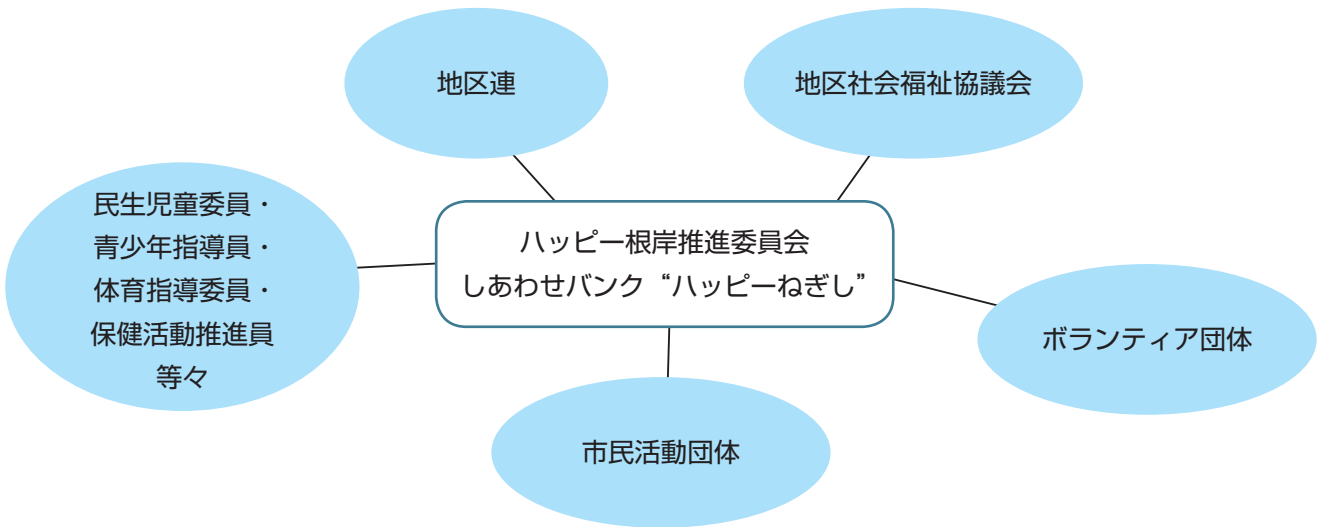 地区連
地区社会福祉協議会
民生児童委員・
青少年指導員・
体育指導委員・
保健活動推進員
等々
ハッピー根岸推進委員会
しあわせバンク“ハッピーねぎし”
ボランティア団体
市民活動団体